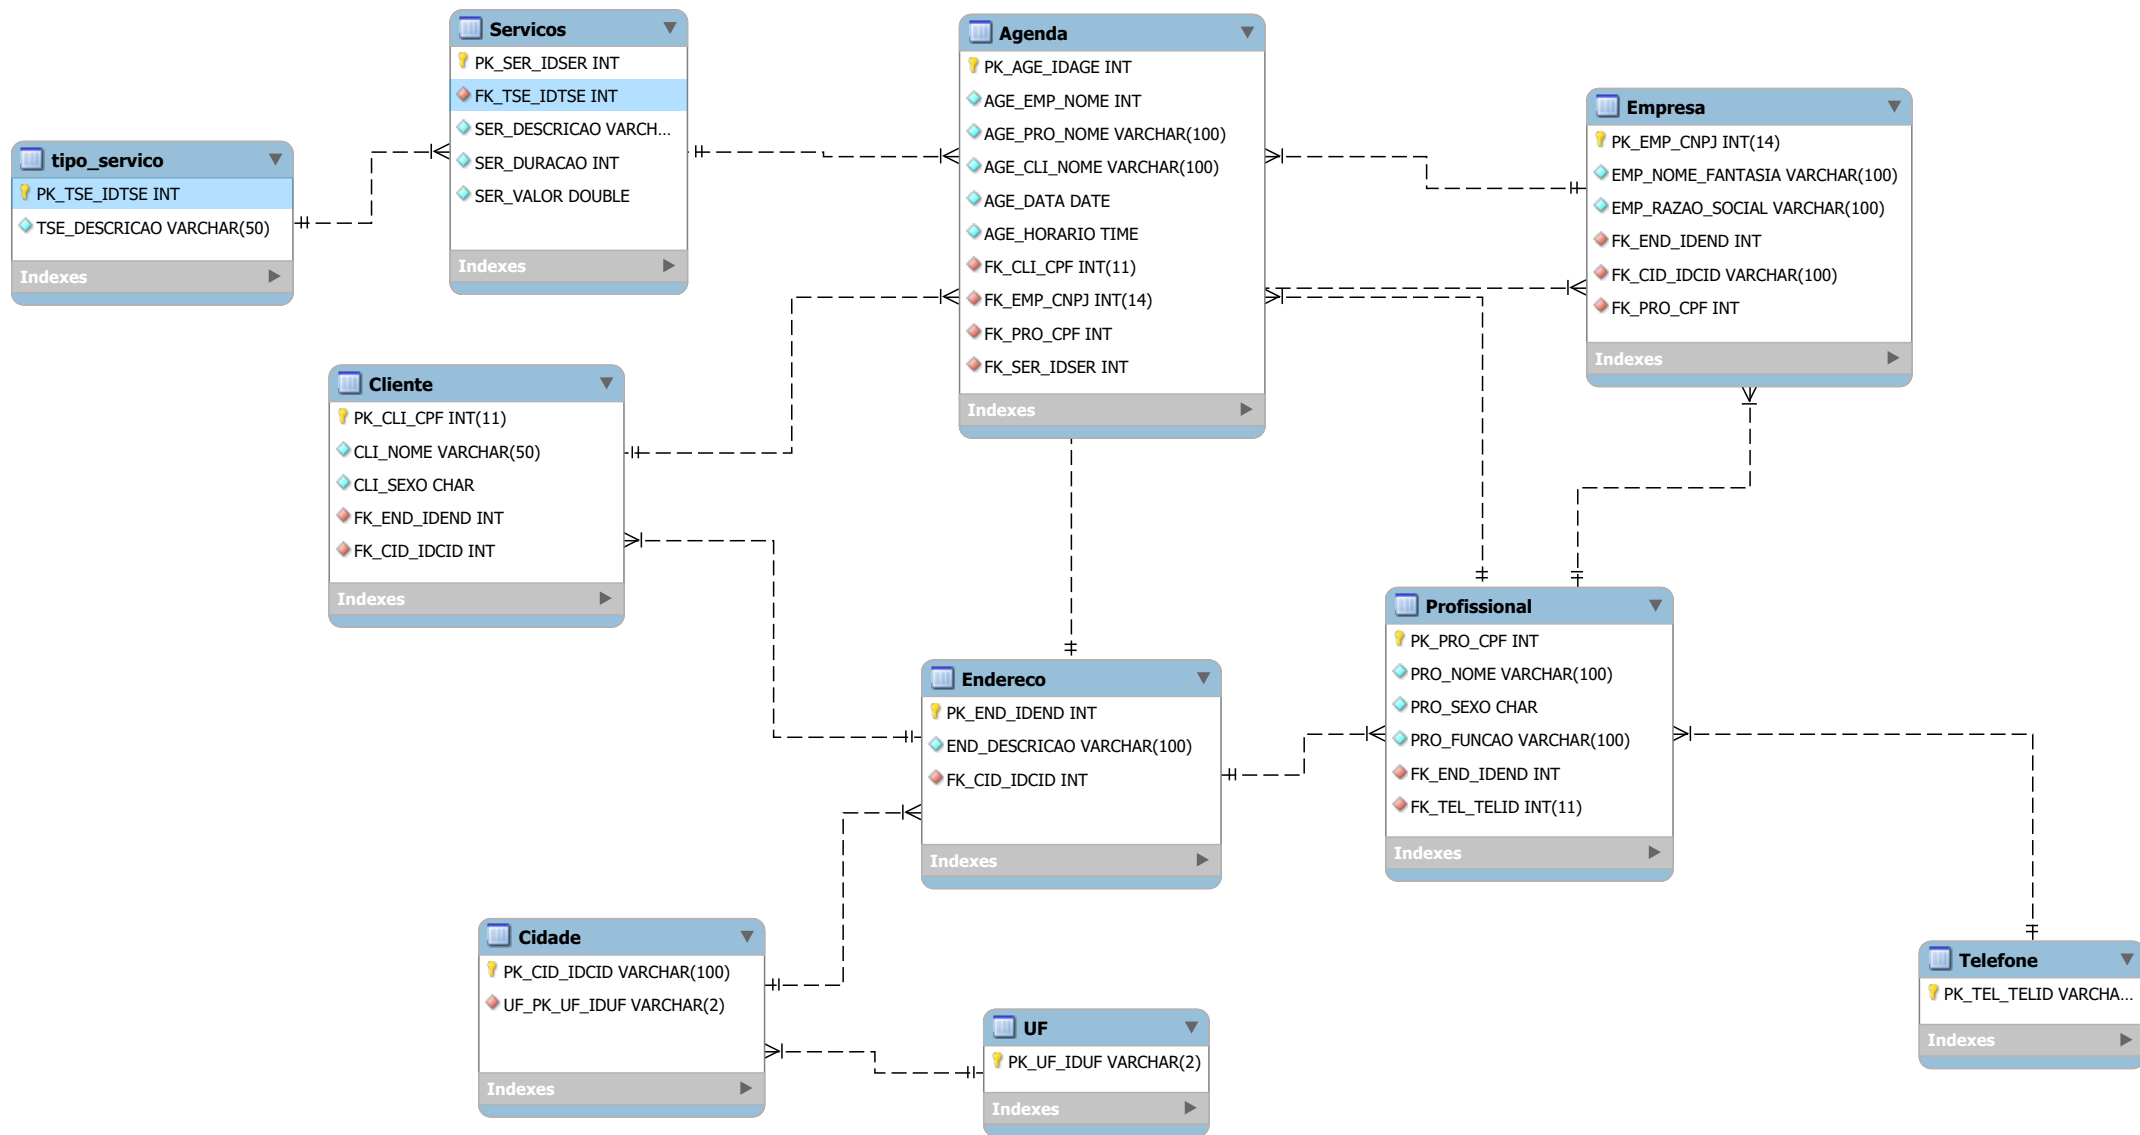 Servicos
PK_SER_IDSER INT
FK_TSE_IDTSE INT
SER_DESCRICAO VARCH...
SER_DURACAO INT
SER_VALOR DOUBLE
Indexes
Agenda
PK_AGE_IDAGE INT
AGE_EMP_NOME INT
AGE_PRO_NOME VARCHAR(100)
AGE_CLI_NOME VARCHAR(100)
AGE_DATA DATE
AGE_HORARIO TIME
FK_CLI_CPF INT(11)
FK_EMP_CNPJ INT(14)
FK_PRO_CPF INT
FK_SER_IDSER INT
Indexes
Empresa
PK_EMP_CNPJ INT(14)
EMP_NOME_FANTASIA VARCHAR(100)
EMP_RAZAO_SOCIAL VARCHAR(100)
FK_END_IDEND INT
FK_CID_IDCID VARCHAR(100)
FK_PRO_CPF INT
Indexes
tipo_servico
PK_TSE_IDTSE INT
TSE_DESCRICAO VARCHAR(50)
Indexes
Cliente
PK_CLI_CPF INT(11)
CLI_NOME VARCHAR(50)
CLI_SEXO CHAR
FK_END_IDEND INT
FK_CID_IDCID INT
Indexes
Profissional
PK_PRO_CPF INT
PRO_NOME VARCHAR(100)
PRO_SEXO CHAR
PRO_FUNCAO VARCHAR(100)
FK_END_IDEND INT
FK_TEL_TELID INT(11)
Indexes
Endereco
PK_END_IDEND INT
END_DESCRICAO VARCHAR(100)
FK_CID_IDCID INT
Indexes
Cidade
PK_CID_IDCID VARCHAR(100)
UF_PK_UF_IDUF VARCHAR(2)
Indexes
UF
PK_UF_IDUF VARCHAR(2)
Indexes
Telefone
PK_TEL_TELID VARCHA...
Indexes